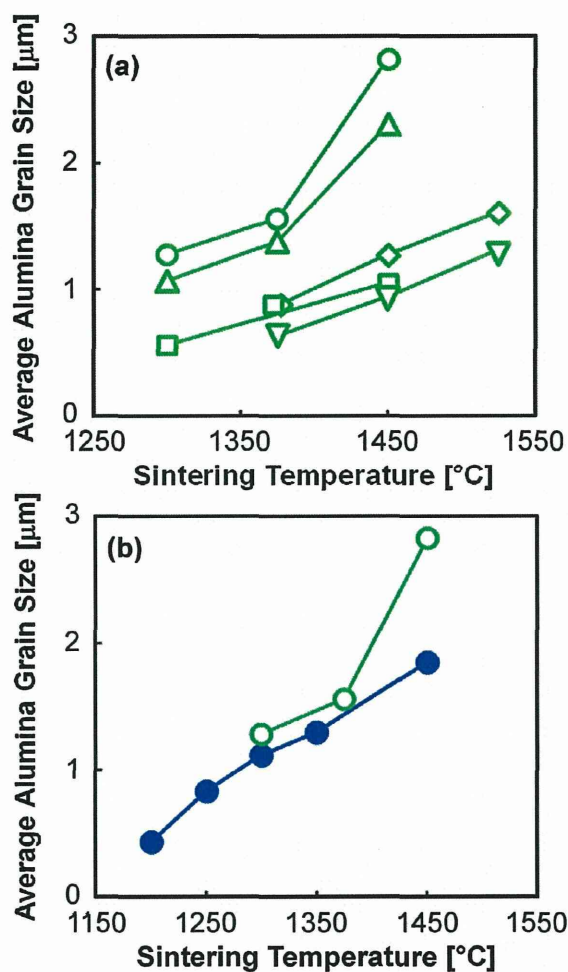 (a)
Average Alumina Grain Size [μm]
3
2
1
0
1250 1350 1450 1550
Sintering Temperature [°C]
(b)
Average Alumina Grain Size [μm]
3
2
1
0
1150 1250 1350 1450 1550
Sintering Temperature [°C]